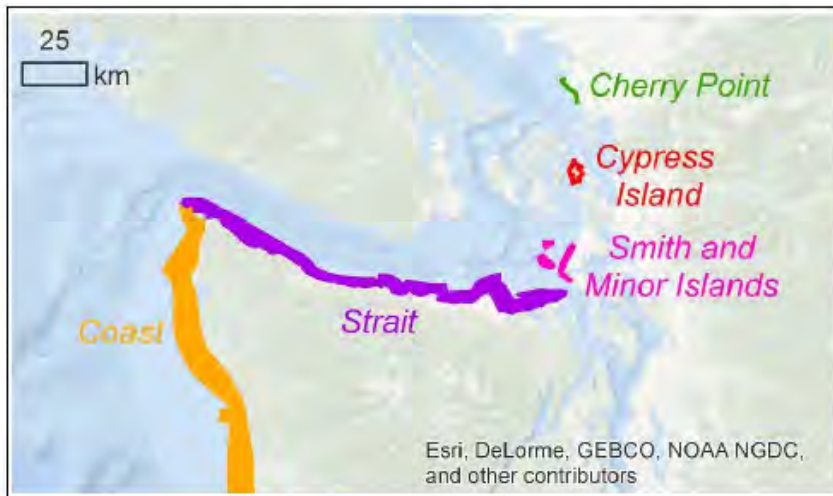 25
km
Cherry Point
Cypress
Island
Smith and
Minor Islands
Coast
Strait
Esri, DeLorme, GEBCO, NOAA NGDC,
and other contributors